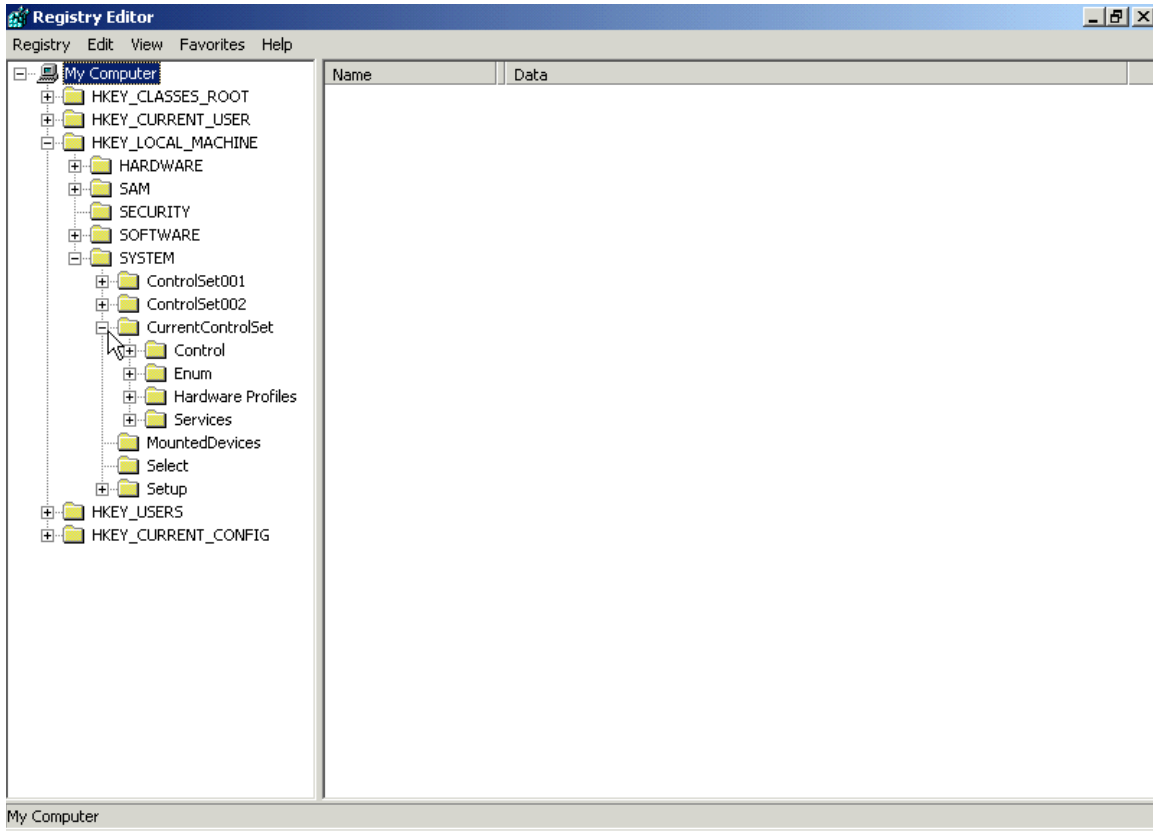 Registry Editor
Registry Edit View Favorites Help
My Computer
Name Data
HKEY_CLASSES_ROOT
HKEY_CURRENT_USER
HKEY_LOCAL_MACHINE
HARDWARE
SAM
SECURITY
SOFTWARE
SYSTEM
ControlSet001
ControlSet002
CurrentControlSet
Control
Enum
Hardware Profiles
Services
MountedDevices
Select
Setup
HKEY_USERS
HKEY_CURRENT_CONFIG
My Computer